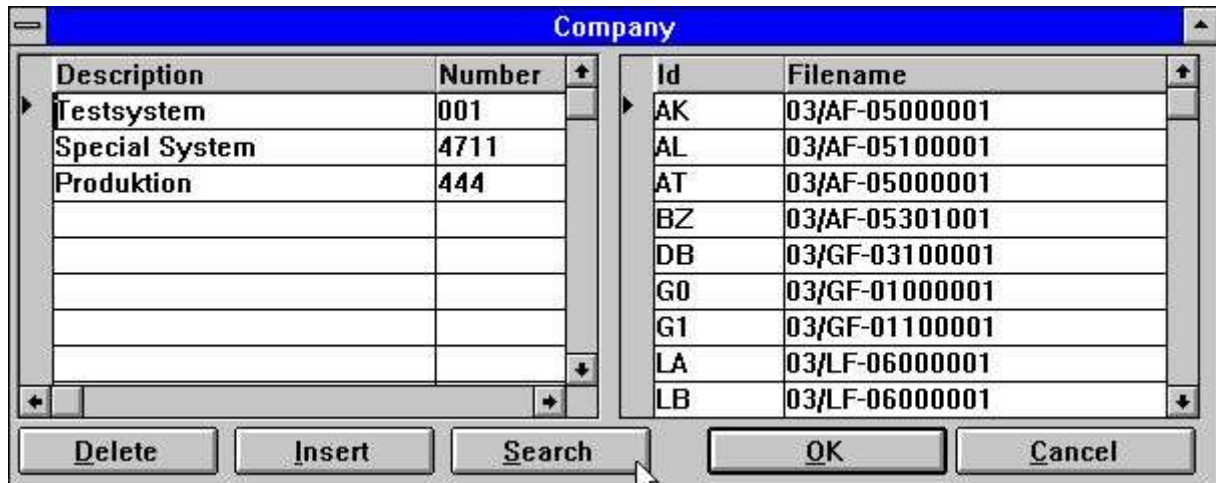 Company
Description Number
Testsystem 001
Special System 4711
Produktion 444
Id Filename
AK 03/AF-05000001
AL 03/AF-05100001
AT 03/AF-05000001
BZ 03/AF-05301001
DB 03/GF-03100001
G0 03/GF-01000001
G1 03/GF-01100001
LA 03/LF-06000001
LB 03/LF-06000001
Delete Insert Search OK Cancel